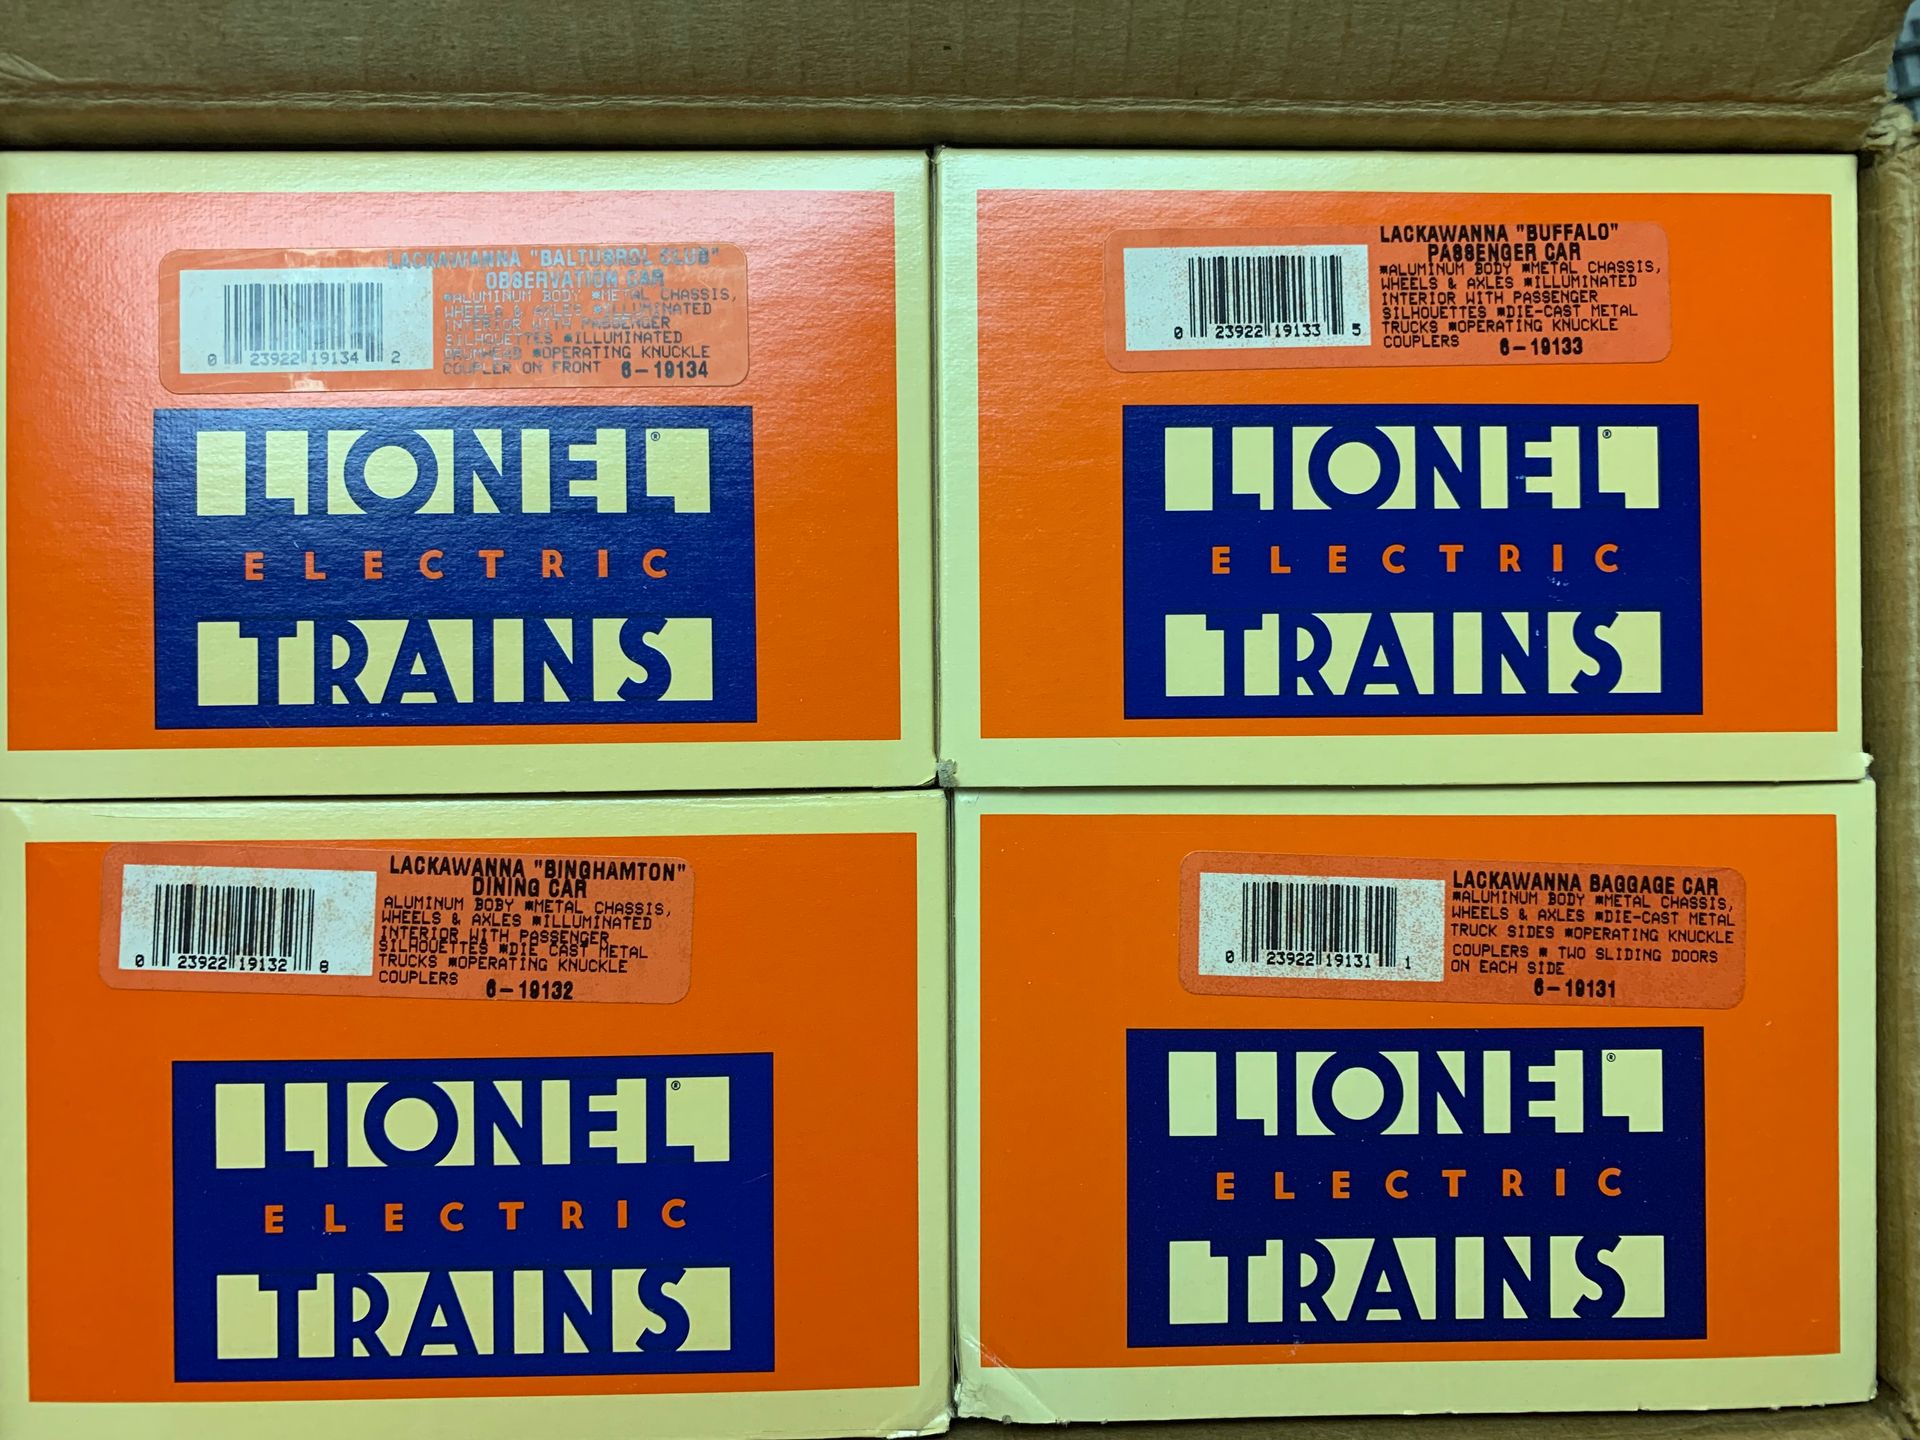 LACKAWANNA "BALTUSROL CLUB"
OBSERVATION CAR
■ALUMINUM BODY ■METAL CHASSIS,
WHEELS & AXLES ■ILLUMINATED
INTERIOR WITH PASSENGER
SILHOUETTES ■ILLUMINATED
DRUMHEAD ■OPERATING KNUCKLE
COUPLER ON FRONT 6-19134
0 23922 19134 2
LIONEL®
ELECTRIC
TRAINS
LACKAWANNA "BUFFALO"
PASSENGER CAR
■ALUMINUM BODY ■METAL CHASSIS,
WHEELS & AXLES ■ILLUMINATED
INTERIOR WITH PASSENGER
SILHOUETTES ■DIE-CAST METAL
TRUCKS ■OPERATING KNUCKLE
COUPLERS 6-19133
0 23922 19133 5
LIONEL®
ELECTRIC
TRAINS
LACKAWANNA "BINGHAMTON"
DINING CAR
ALUMINUM BODY ■METAL CHASSIS,
WHEELS & AXLES ■ILLUMINATED
INTERIOR WITH PASSENGER
SILHOUETTES ■DIE CAST METAL
TRUCKS ■OPERATING KNUCKLE
COUPLERS 6-19132
0 23922 19132 8
LIONEL®
ELECTRIC
TRAINS
LACKAWANNA BAGGAGE CAR
■ALUMINUM BODY ■METAL CHASSIS,
WHEELS & AXLES ■DIE-CAST METAL
TRUCK SIDES ■OPERATING KNUCKLE
COUPLERS ■ TWO SLIDING DOORS
ON EACH SIDE
6-19131
0 23922 19131 1
LIONEL®
ELECTRIC
TRAINS